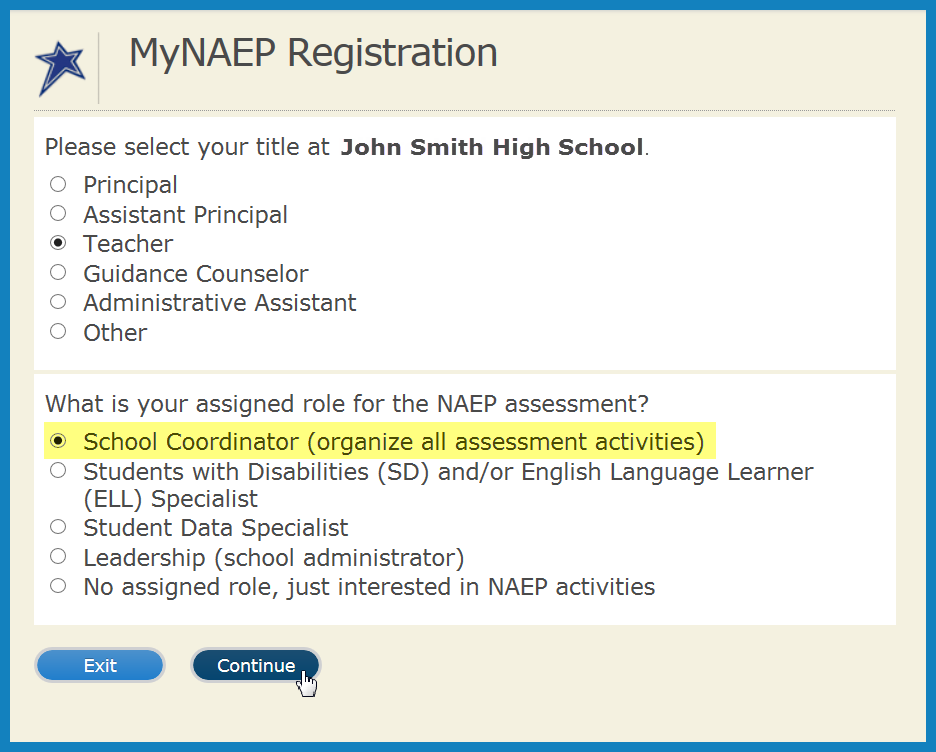 MyNAEP Registration
Please select your title at John Smith High School.
Principal
Assistant Principal
Teacher
Guidance Counselor
Administrative Assistant
Other
What is your assigned role for the NAEP assessment?
School Coordinator (organize all assessment activities)
Students with Disabilities (SD) and/or English Language Learner
(ELL) Specialist
Student Data Specialist
Leadership (school administrator)
No assigned role, just interested in NAEP activities
Exit
Continue